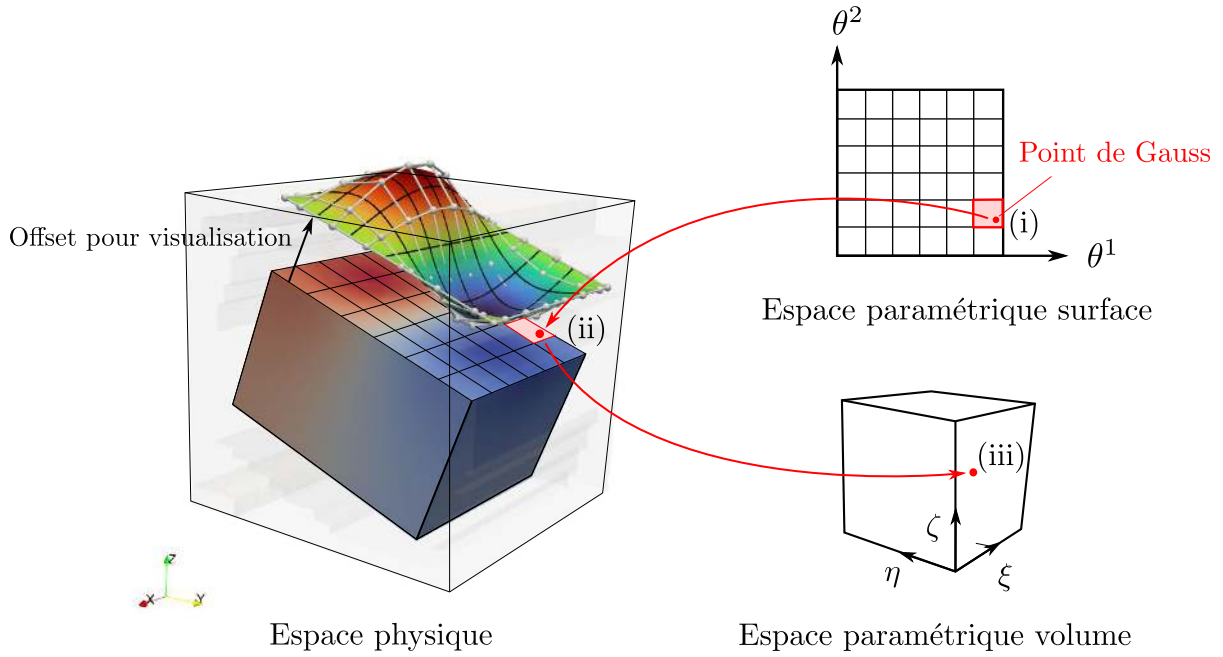 θ²
Point de Gauss
(i)
θ¹
Espace paramétrique surface
Offset pour visualisation
(ii)
(iii)
ζ
η
ξ
Z
X
Y
Espace physique
Espace paramétrique volume